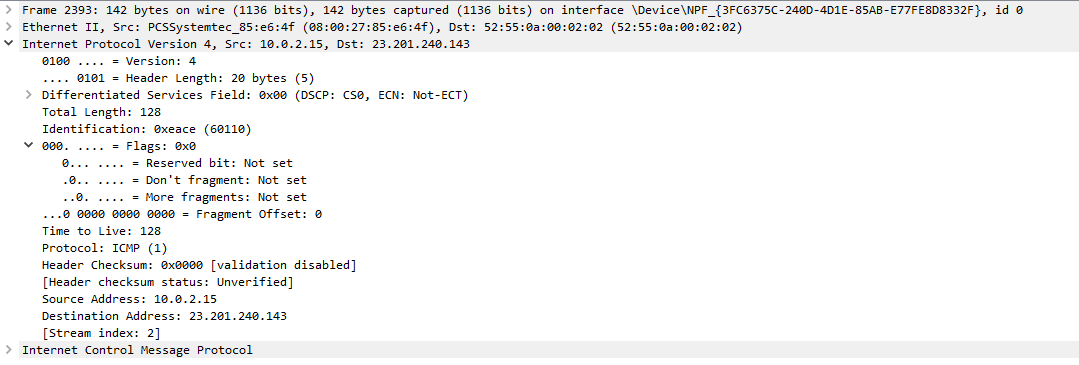 Frame 2393: 142 bytes on wire (1136 bits), 142 bytes captured (1136 bits) on interface \Device\NPF_{3FC6375C-240D-4D1E-85AB-E77FE8D8332F}, id 0
Ethernet II, Src: PCSSystemtec_85:e6:4f (08:00:27:85:e6:4f), Dst: 52:55:0a:00:02:02 (52:55:0a:00:02:02)
Internet Protocol Version 4, Src: 10.0.2.15, Dst: 23.201.240.143
0100 .... = Version: 4
.... 0101 = Header Length: 20 bytes (5)
Differentiated Services Field: 0x00 (DSCP: CS0, ECN: Not-ECT)
Total Length: 128
Identification: 0xeace (60110)
000. .... = Flags: 0x0
0... .... = Reserved bit: Not set
.0.. .... = Don't fragment: Not set
..0. .... = More fragments: Not set
...0 0000 0000 0000 = Fragment Offset: 0
Time to Live: 128
Protocol: ICMP (1)
Header Checksum: 0x0000 [validation disabled]
[Header checksum status: Unverified]
Source Address: 10.0.2.15
Destination Address: 23.201.240.143
[Stream index: 2]
Internet Control Message Protocol